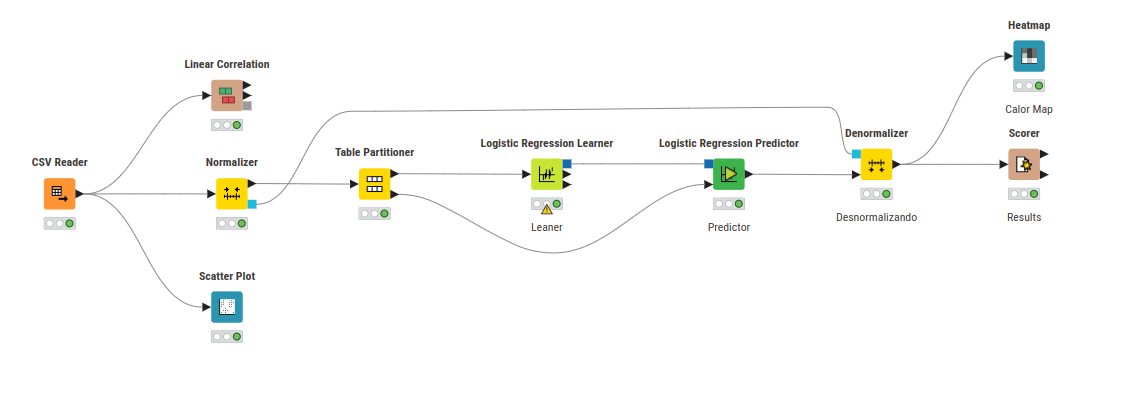 Heatmap
Linear Correlation
Calor Map
CSV Reader
Normalizer
Table Partitioner
Logistic Regression Learner
Logistic Regression Predictor
Denormalizer
Scorer
Leaner
Predictor
Desnormalizando
Results
Scatter Plot